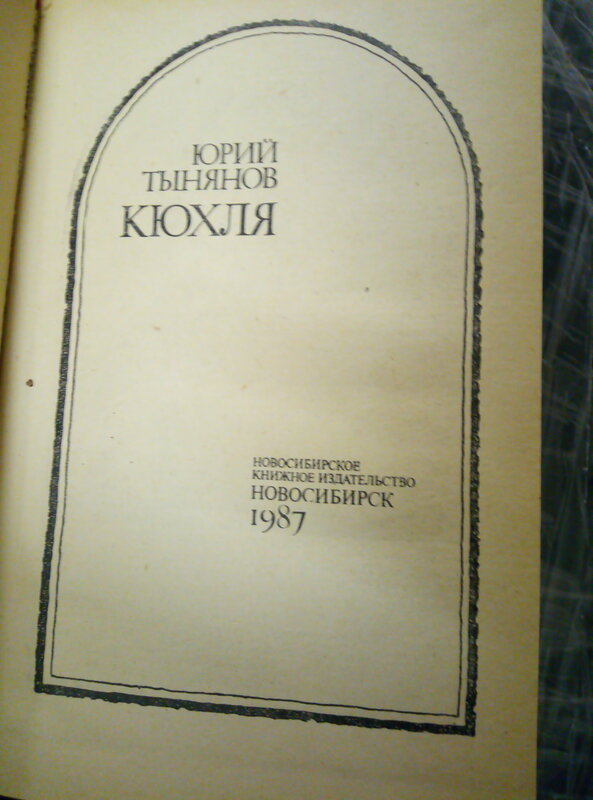 ЮРИЙ
ТЫНЯНОВ
КЮХЛЯ
НОВОСИБИРСКОЕ
КНИЖНОЕ ИЗДАТЕЛЬСТВО
НОВОСИБИРСК
1987